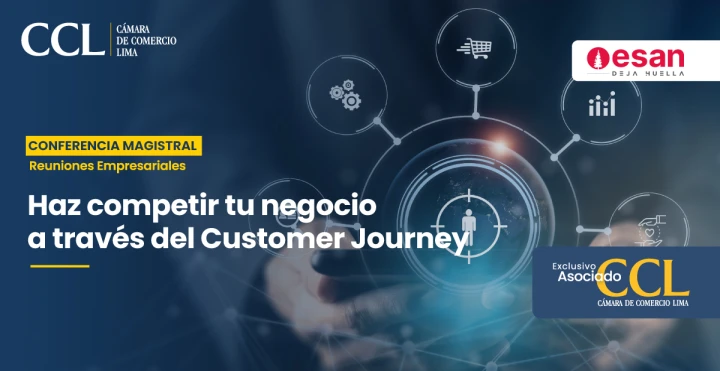 CCL
CÁMARA
DE COMERCIO
LIMA
esan
DEJA HUELLA
CONFERENCIA MAGISTRAL
Reuniones Empresariales
Haz competir tu negocio
a través del Customer Journey
Exclusivo
Asociado
CCL
CÁMARA DE COMERCIO LIMA